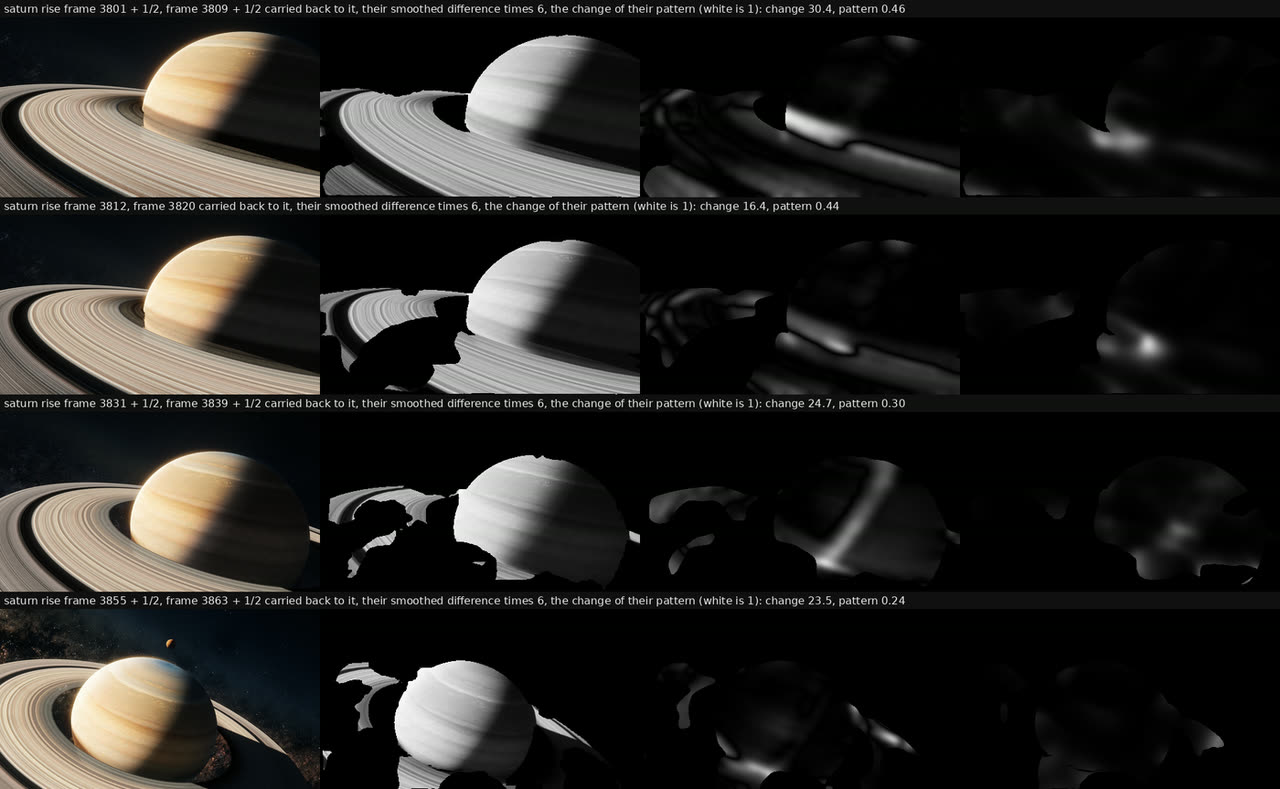 saturn rise frame 3801 + 1/2, frame 3809 + 1/2 carried back to it, their smoothed difference times 6, the change of their pattern (white is 1): change 30.4, pattern 0.46
saturn rise frame 3812, frame 3820 carried back to it, their smoothed difference times 6, the change of their pattern (white is 1): change 16.4, pattern 0.44
saturn rise frame 3831 + 1/2, frame 3839 + 1/2 carried back to it, their smoothed difference times 6, the change of their pattern (white is 1): change 24.7, pattern 0.30
saturn rise frame 3855 + 1/2, frame 3863 + 1/2 carried back to it, their smoothed difference times 6, the change of their pattern (white is 1): change 23.5, pattern 0.24